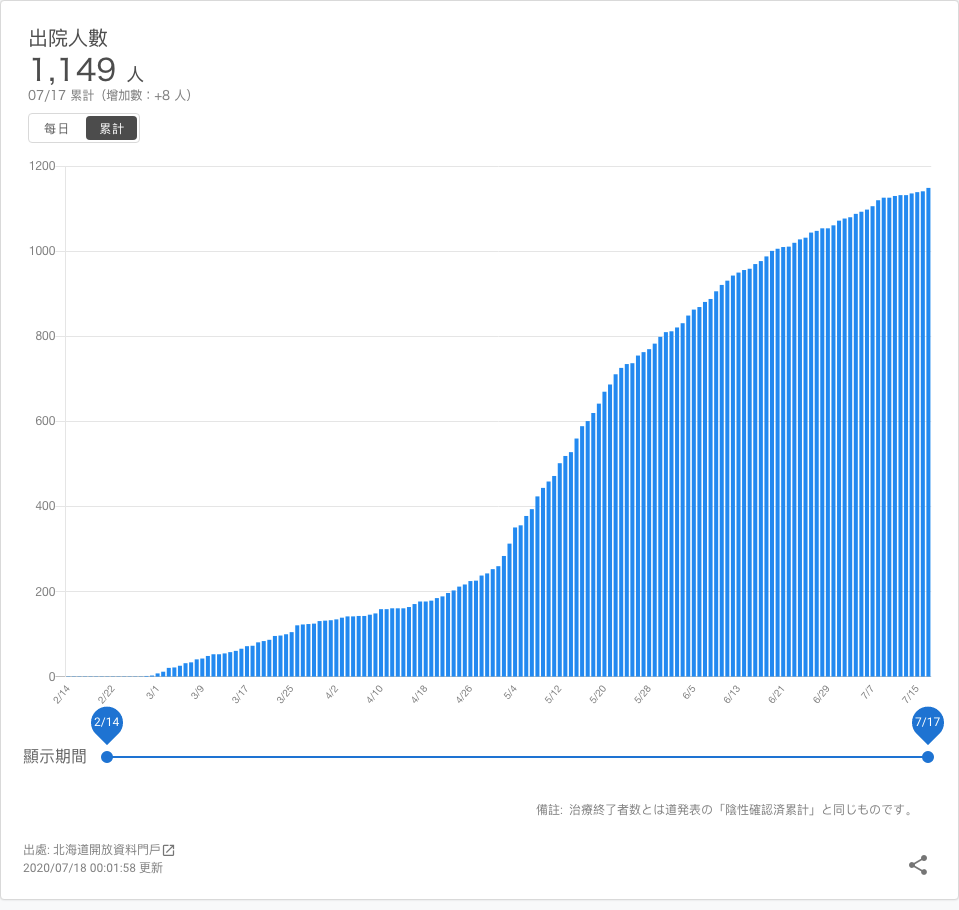 出院人數
1,149 人
07/17 累計（增加數：+8 人）
每日 累計
1200
1000
800
600
400
200
0
2/14 2/22 3/1 3/9 3/17 3/25 4/2 4/10 4/18 4/26 5/4 5/12 5/20 5/28 6/5 6/13 6/21 6/29 7/7 7/15
2/14 7/17
顯示期間
備註: 治療終了者数とは道発表の「陰性確認済累計」と同じものです。
出處: 北海道開放資料門戶
2020/07/18 00:01:58 更新